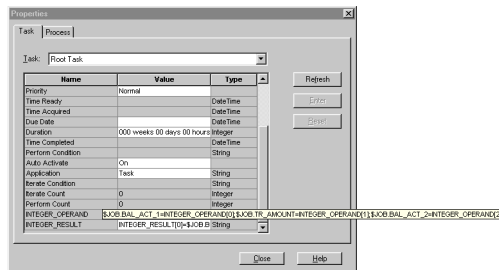 Properties
Task Process
Task: Root Task
Name Value Type
Priority Normal
Time Ready DateTime
Time Acquired DateTime
Due Date DateTime
Duration 000 weeks 00 days 00 hours Integer
Time Completed DateTime
Perform Condition String
Auto Activate On
Application Task String
Iterate Condition String
Iterate Count 0 Integer
Perform Count 0 Integer
INTEGER_OPERAND $JOB.BAL_ACT_1=INTEGER_OPERAND[0];$JOB.TR_AMOUNT=INTEGER_OPERAND[1];$JOB.BAL_ACT_2=INTEGER_OPERAND[2
INTEGER_RESULT INTEGER_RESULT[0]=$JOB.B String
Refresh
Enter
Reset
Close Help